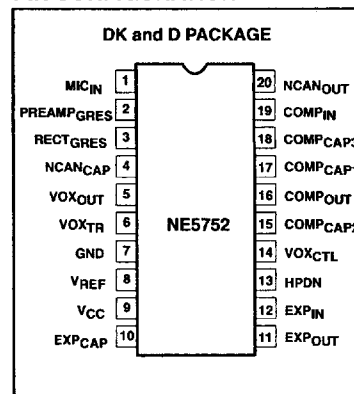 DK and D PACKAGE
MICIN 1 20 NCANOUT
PREAMPGRES 2 19 COMPIN
RECTGRES 3 18 COMPCAP3
NCANCAP 4 17 COMPCAP1
VOXOUT 5 16 COMPOUT
VOXTR 6 NE5752 15 COMPCAP2
GND 7 14 VOXCTL
VREF 8 13 HPDN
VCC 9 12 EXPIN
EXPCAP 10 11 EXPOUT